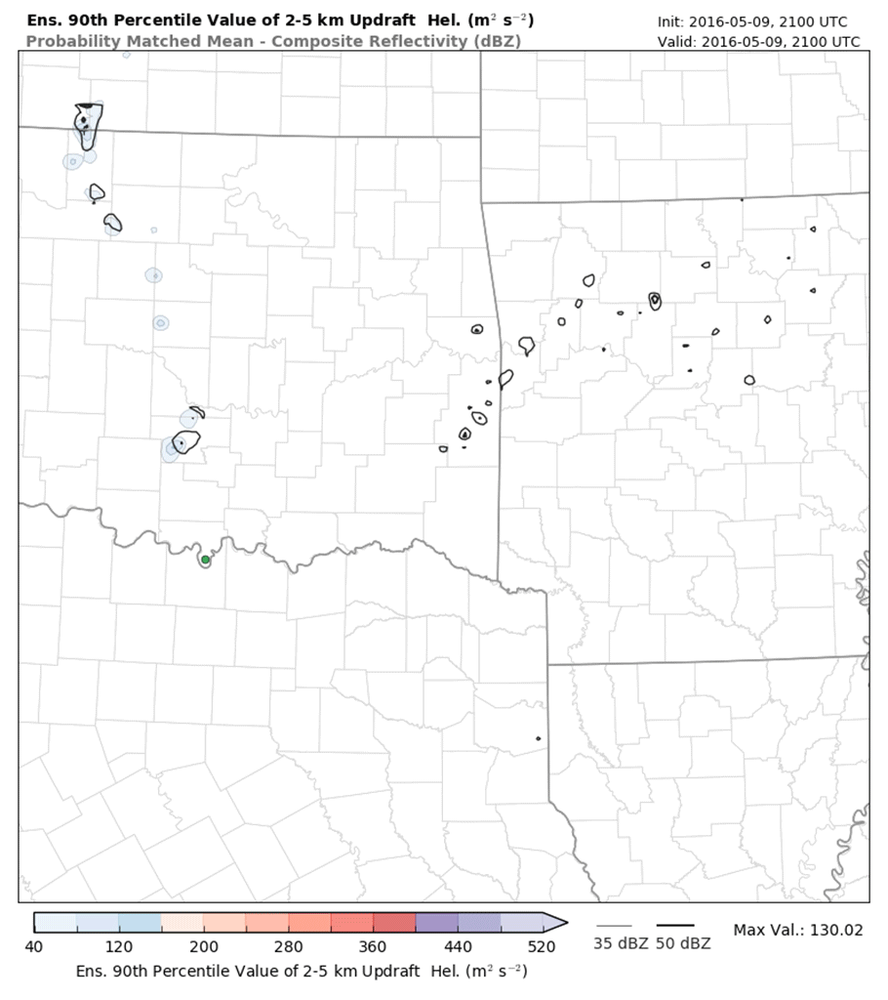 Ens. 90th Percentile Value of 2-5 km Updraft  Hel. (m² s⁻²)
Init: 2016-05-09, 2100 UTC
Probability Matched Mean - Composite Reflectivity (dBZ)
Valid: 2016-05-09, 2100 UTC
40 120 200 280 360 440 520
35 dBZ 50 dBZ
Max Val.: 130.02
Ens. 90th Percentile Value of 2-5 km Updraft  Hel. (m² s⁻²)